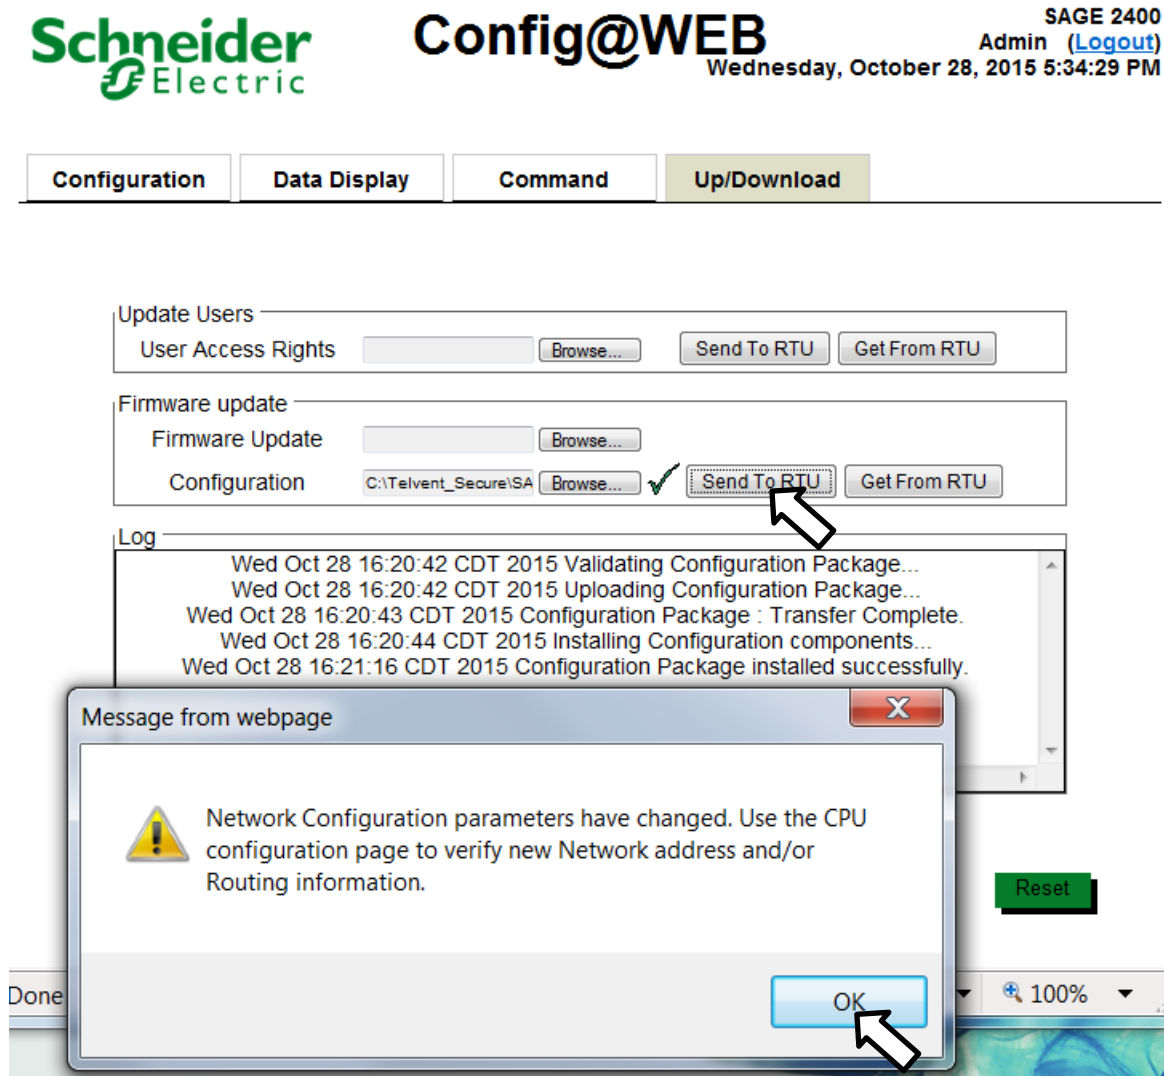 Schneider
Electric
Config@WEB
SAGE 2400
Admin (Logout)
Wednesday, October 28, 2015 5:34:29 PM
Configuration Data Display Command Up/Download
Update Users
User Access Rights Browse... Send To RTU Get From RTU
Firmware update
Firmware Update Browse...
Configuration C:\Telvent_Secure\SA Browse... Send To RTU Get From RTU
Log
Wed Oct 28 16:20:42 CDT 2015 Validating Configuration Package...
Wed Oct 28 16:20:42 CDT 2015 Uploading Configuration Package...
Wed Oct 28 16:20:43 CDT 2015 Configuration Package : Transfer Complete.
Wed Oct 28 16:20:44 CDT 2015 Installing Configuration components...
Wed Oct 28 16:21:16 CDT 2015 Configuration Package installed successfully.
Message from webpage
Network Configuration parameters have changed. Use the CPU
configuration page to verify new Network address and/or
Routing information.
Reset
OK
Done
100%